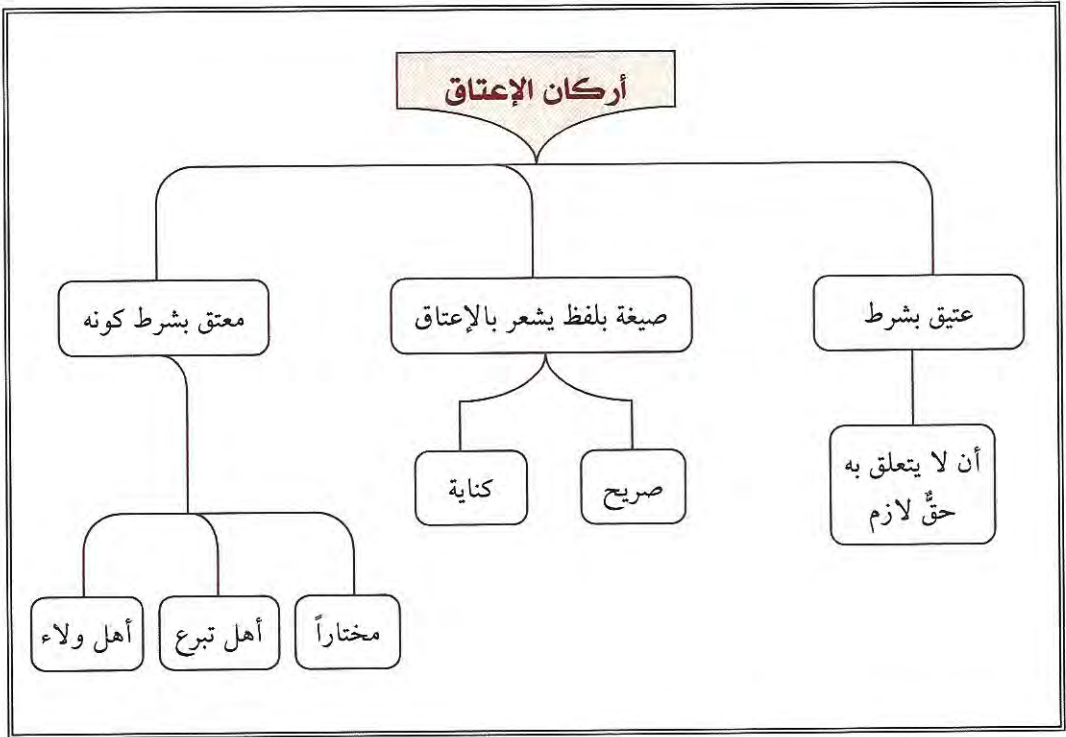 أركان الإعتاق
عتيق بشرط
صيغة بلفظ يشعر بالإعتاق
معتق بشرط كونه
أن لا يتعلق به
حقٌّ لازم
صريح
كناية
مختاراً
أهل تبرع
أهل ولاء